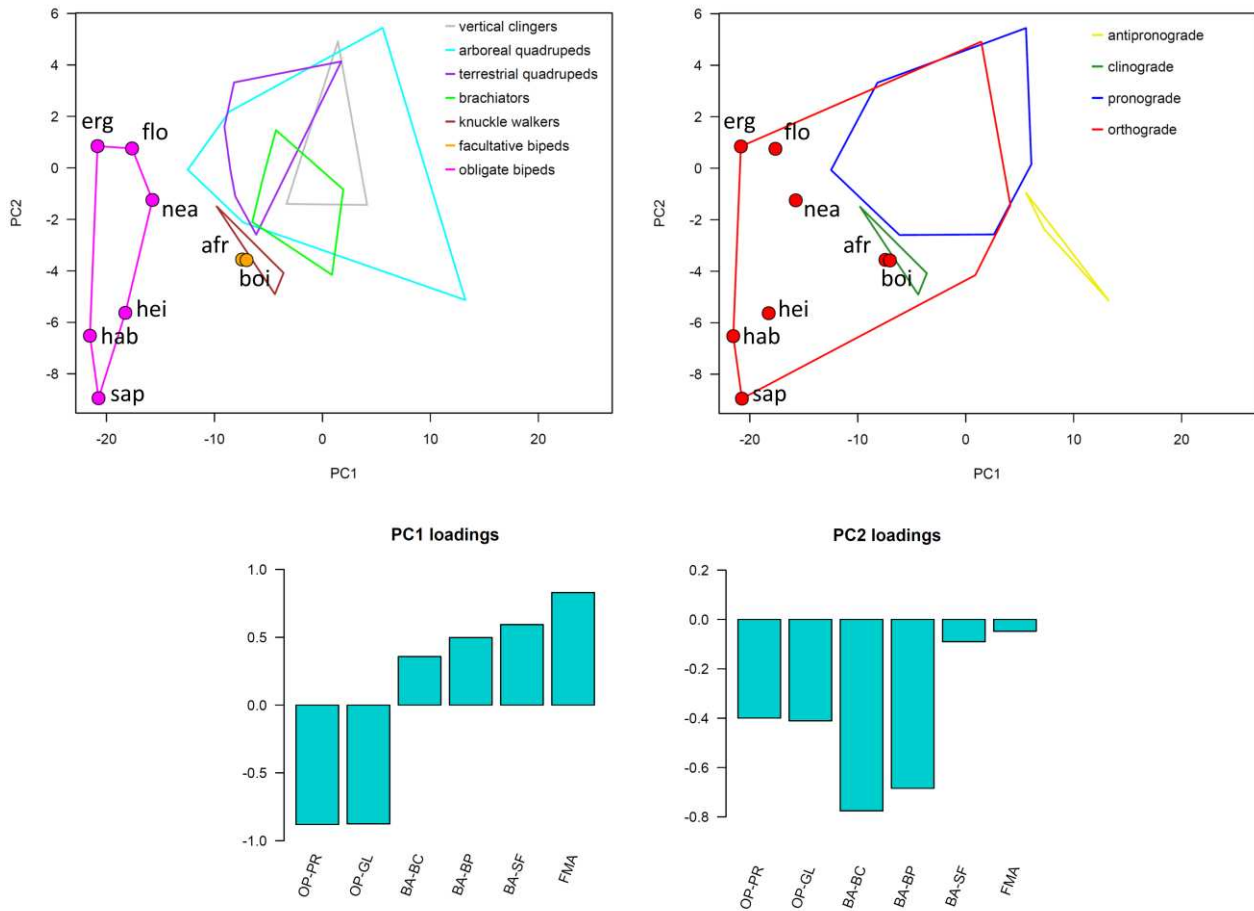 6
4
2
0
-2
-4
-6
-8
PC2
-20
-10
0
10
20
PC1
vertical clingers
arboreal quadrupeds
terrestrial quadrupeds
brachiators
knuckle walkers
facultative bipeds
obligate bipeds
erg
flo
nea
afr
boi
hei
hab
sap
6
4
2
0
-2
-4
-6
-8
PC2
-20
-10
0
10
20
PC1
antipronograde
clinograde
pronograde
orthograde
erg
flo
nea
afr
boi
hei
hab
sap
PC1 loadings
1.0
0.5
0.0
-0.5
-1.0
OP-PR
OP-GL
BA-BC
BA-BP
BA-SF
FMA
PC2 loadings
0.2
0.0
-0.2
-0.4
-0.6
-0.8
OP-PR
OP-GL
BA-BC
BA-BP
BA-SF
FMA